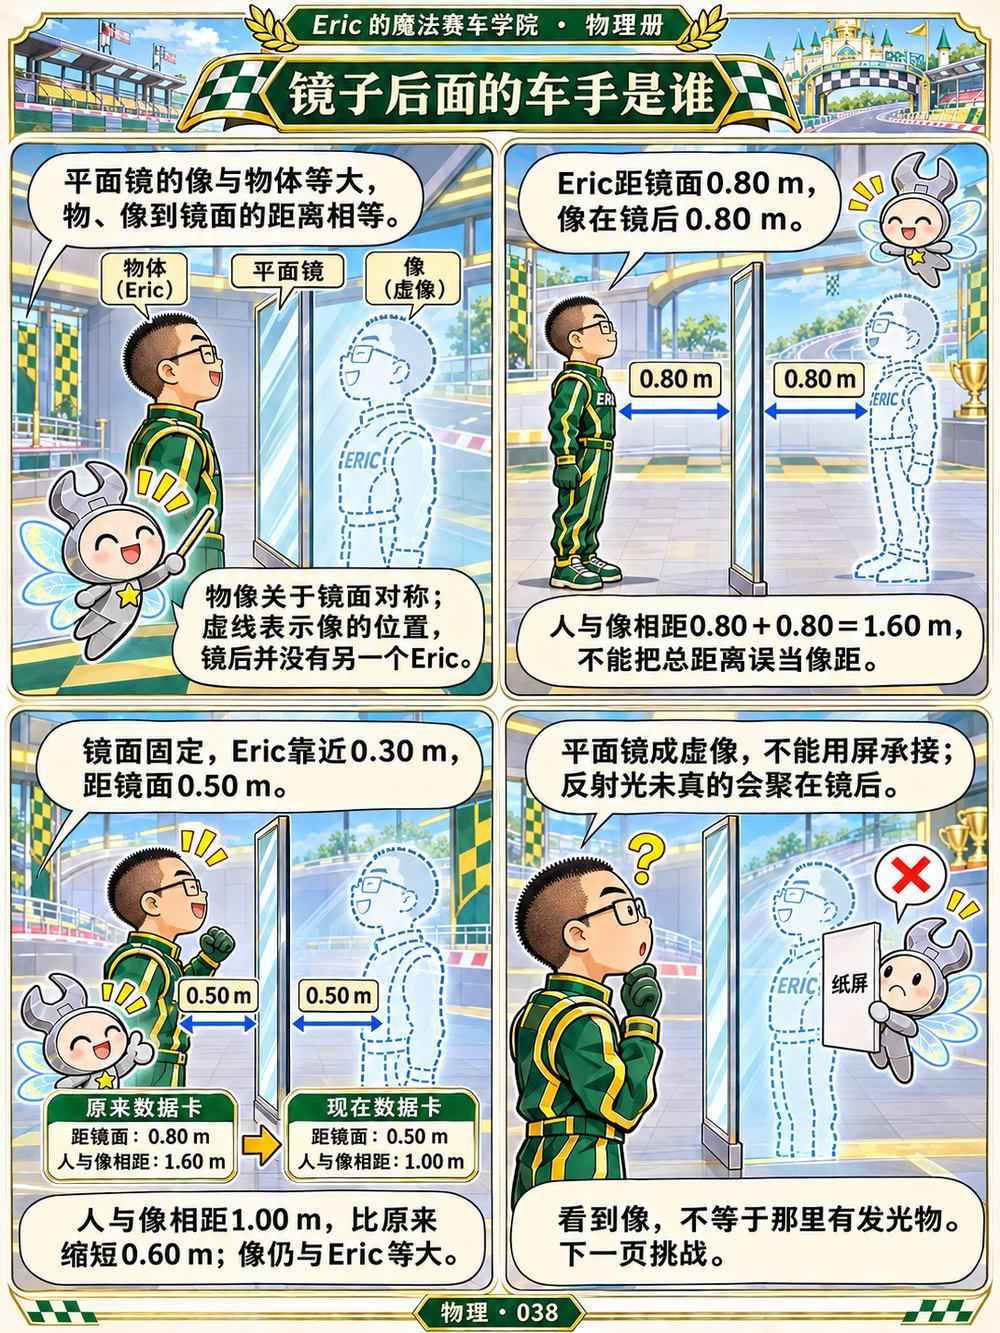 Eric 的魔法赛车学院 · 物理册
镜子后面的车手是谁
平面镜的像与物体等大，
物、像到镜面的距离相等。
物体
（Eric）
平面镜
像
（虚像）
ERIC
物像关于镜面对称；
虚线表示像的位置，
镜后并没有另一个Eric。
Eric距镜面0.80 m，
像在镜后0.80 m。
0.80 m
0.80 m
ERIC
人与像相距0.80＋0.80＝1.60 m，
不能把总距离误当像距。
镜面固定，Eric靠近0.30 m，
距镜面0.50 m。
0.50 m
0.50 m
原来数据卡
距镜面：0.80 m
人与像相距：1.60 m
现在数据卡
距镜面：0.50 m
人与像相距：1.00 m
人与像相距1.00 m，比原来
缩短0.60 m；像仍与Eric等大。
平面镜成虚像，不能用屏承接；
反射光未真的会聚在镜后。
ERIC
纸屏
看到像，不等于那里有发光物。
下一页挑战。
物理 · 038